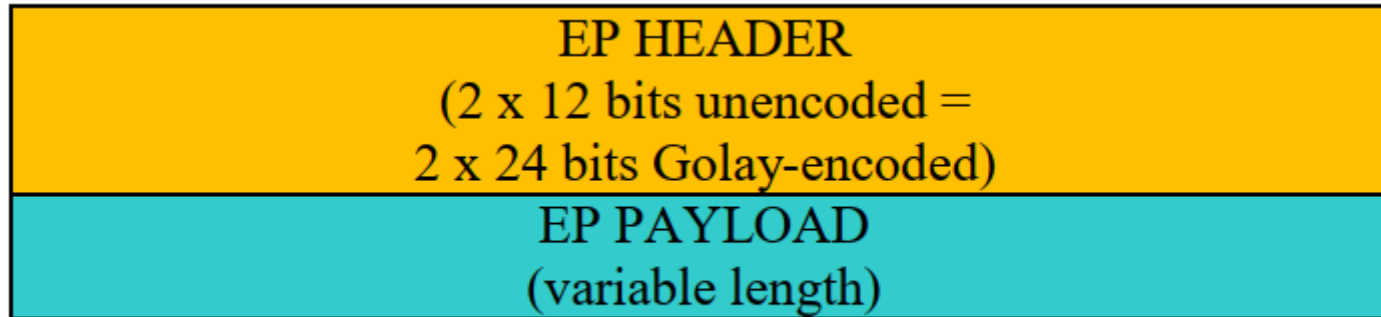 EP HEADER
(2 x 12 bits unencoded =
2 x 24 bits Golay-encoded)
EP PAYLOAD
(variable length)